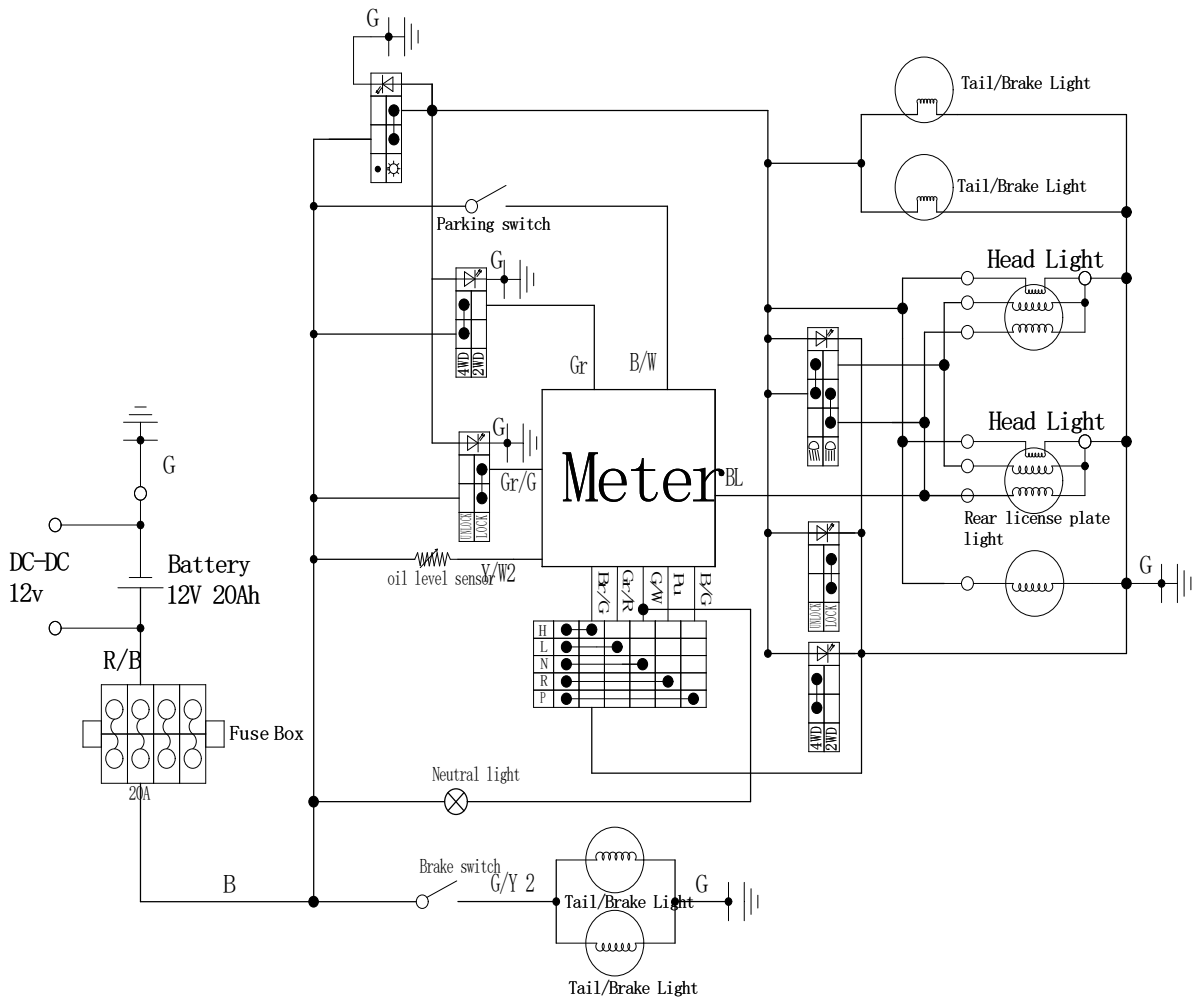 G
Tail/Brake Light
Tail/Brake Light
Parking switch
G
Head Light
4WD
2WD
Gr
B/W
Head Light
G
Gr/G
Meter
BL
UNLOCK
LOCK
Rear license plate
light
G
DC-DC
12v
Battery
12V 20Ah
oil level sensor
Y/W2
Br/G
Gr/R
G/W
Pu
B/G
UNLOCK
LOCK
G
H
L
N
R
P
R/B
4WD
2WD
Fuse Box
20A
Neutral light
Brake switch
B
G/Y 2
G
Tail/Brake Light
Tail/Brake Light